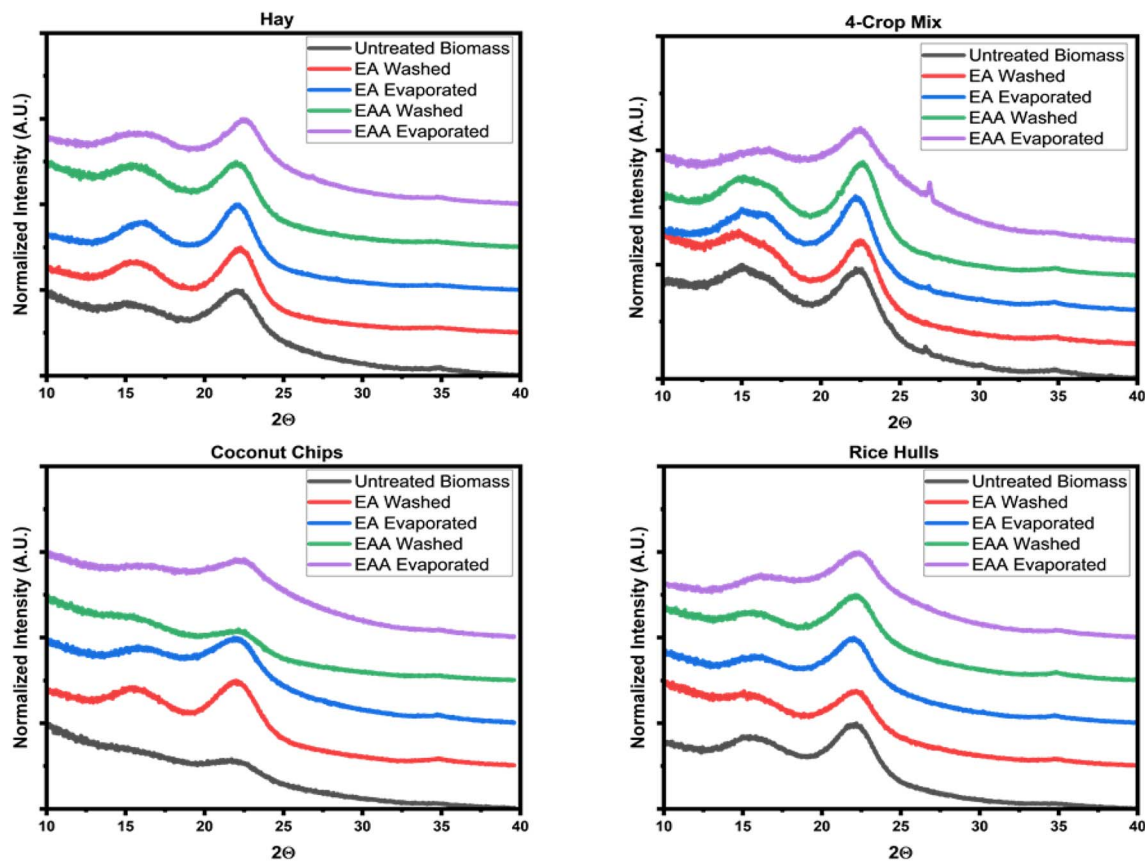 Hay
Untreated Biomass
EA Washed
EA Evaporated
EAA Washed
EAA Evaporated
Normalized Intensity (A.U.)
10 15 20 25 30 35 40
2Θ
4-Crop Mix
Untreated Biomass
EA Washed
EA Evaporated
EAA Washed
EAA Evaporated
Normalized Intensity (A.U.)
10 15 20 25 30 35 40
2Θ
Coconut Chips
Untreated Biomass
EA Washed
EA Evaporated
EAA Washed
EAA Evaporated
Normalized Intensity (A.U.)
10 15 20 25 30 35 40
2Θ
Rice Hulls
Untreated Biomass
EA Washed
EA Evaporated
EAA Washed
EAA Evaporated
Normalized Intensity (A.U.)
10 15 20 25 30 35 40
2Θ